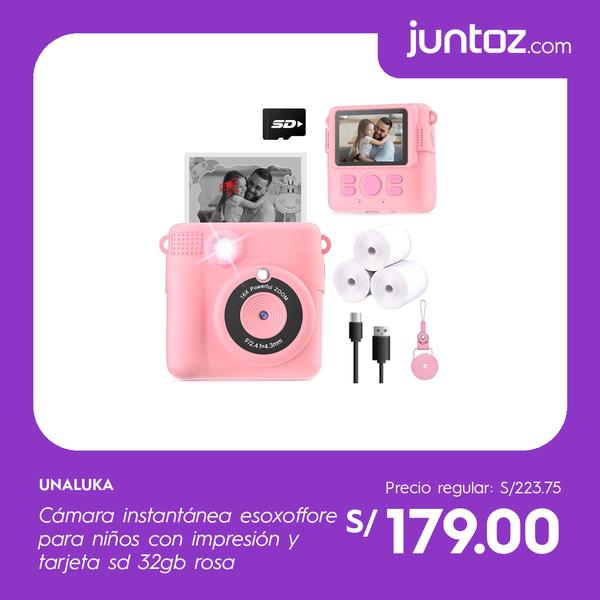 juntoz.com
SD
16X Powerful ZOOM
F/2.4 f=4.3mm
UNALUKA
Precio regular: S/223.75
Cámara instantánea esoxoffore
para niños con impresión y
tarjeta sd 32gb rosa
S/179.00